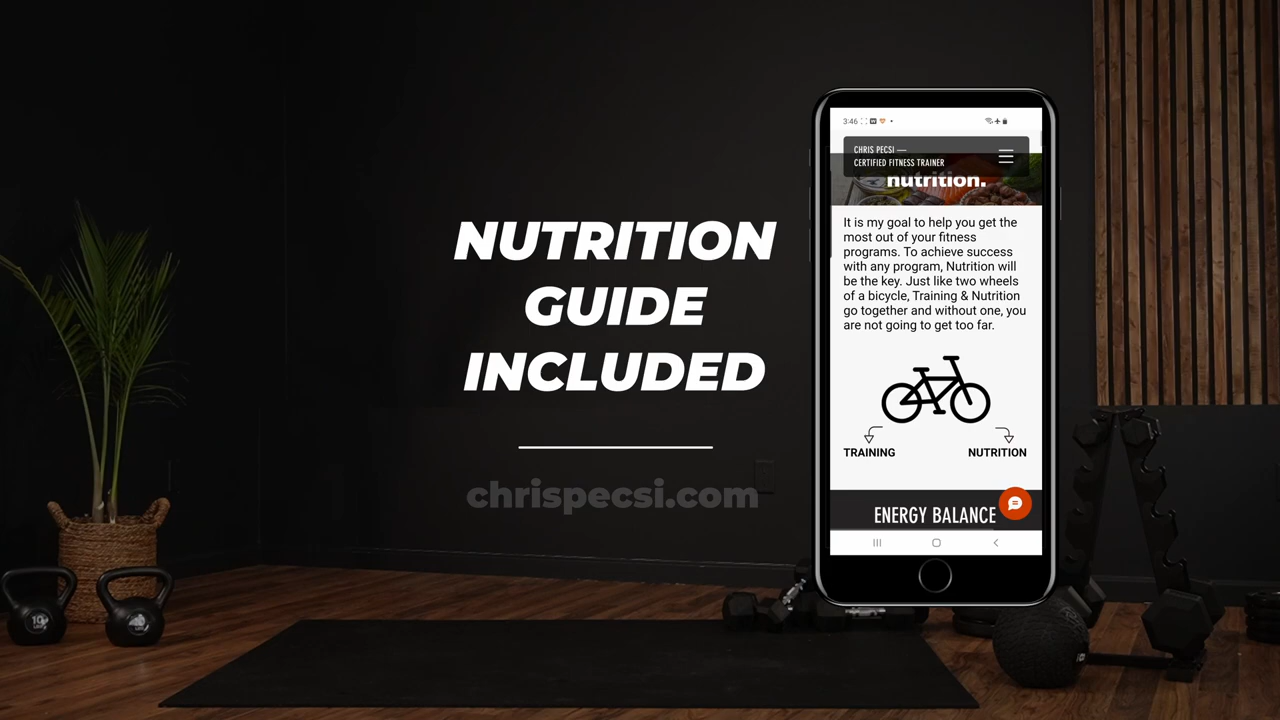 NUTRITION
GUIDE
INCLUDED
chrispecsi.com
3:46
CHRIS PECSI —
CERTIFIED FITNESS TRAINER
nutrition.
It is my goal to help you get the
most out of your fitness
programs. To achieve success
with any program, Nutrition will
be the key. Just like two wheels
of a bicycle, Training & Nutrition
go together and without one, you
are not going to get too far.
TRAINING
NUTRITION
ENERGY BALANCE
10